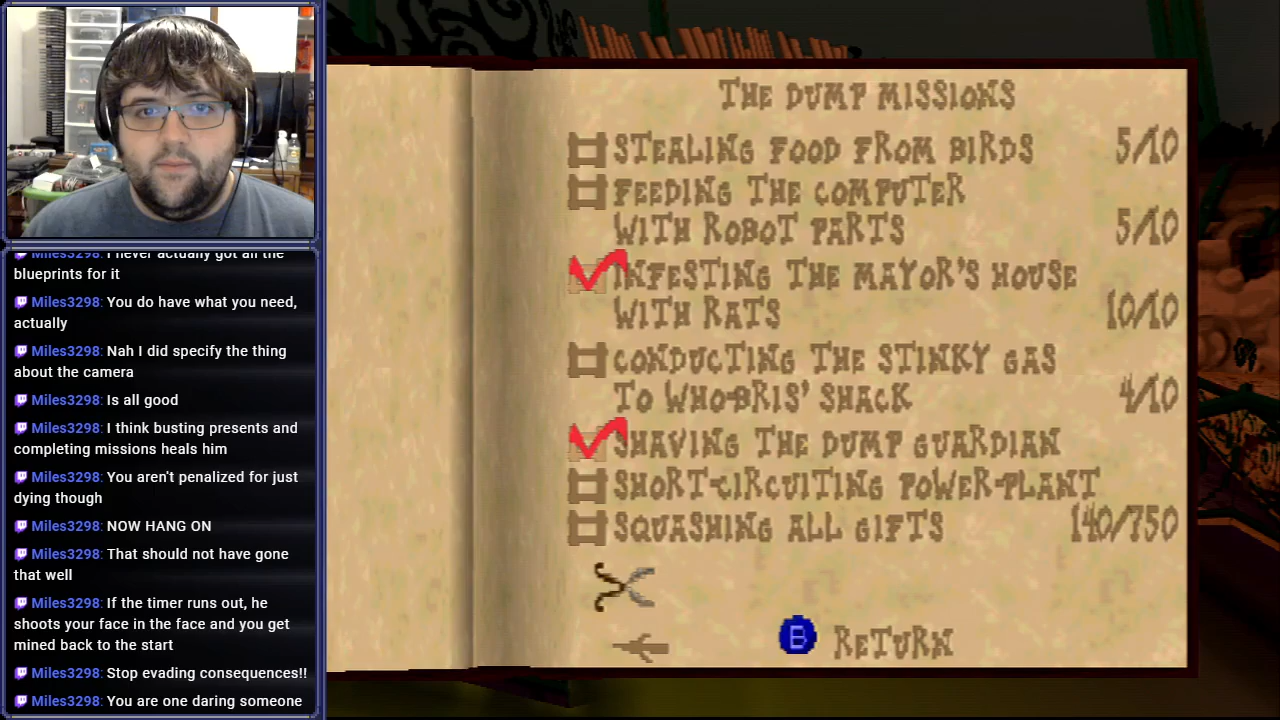 Miles3298: I never actually got all the
blueprints for it
Miles3298: You do have what you need,
actually
Miles3298: Nah I did specify the thing
about the camera
Miles3298: Is all good
Miles3298: I think busting presents and
completing missions heals him
Miles3298: You aren't penalized for just
dying though
Miles3298: NOW HANG ON
Miles3298: That should not have gone
that well
Miles3298: If the timer runs out, he
shoots your face in the face and you get
mined back to the start
Miles3298: Stop evading consequences!!
Miles3298: You are one daring someone
THE DUMP MISSIONS
STEALING FOOD FROM BIRDS 5/10
FEEDING THE COMPUTER
WITH ROBOT PARTS 5/10
INFESTING THE MAYOR'S HOUSE
WITH RATS 10/10
CONDUCTING THE STINKY GAS
TO WHO-BRIS' SHACK 4/10
SHAVING THE DUMP GUARDIAN
SHORT-CIRCUITING POWER-PLANT
SQUASHING ALL GIFTS 140/750
B RETURN